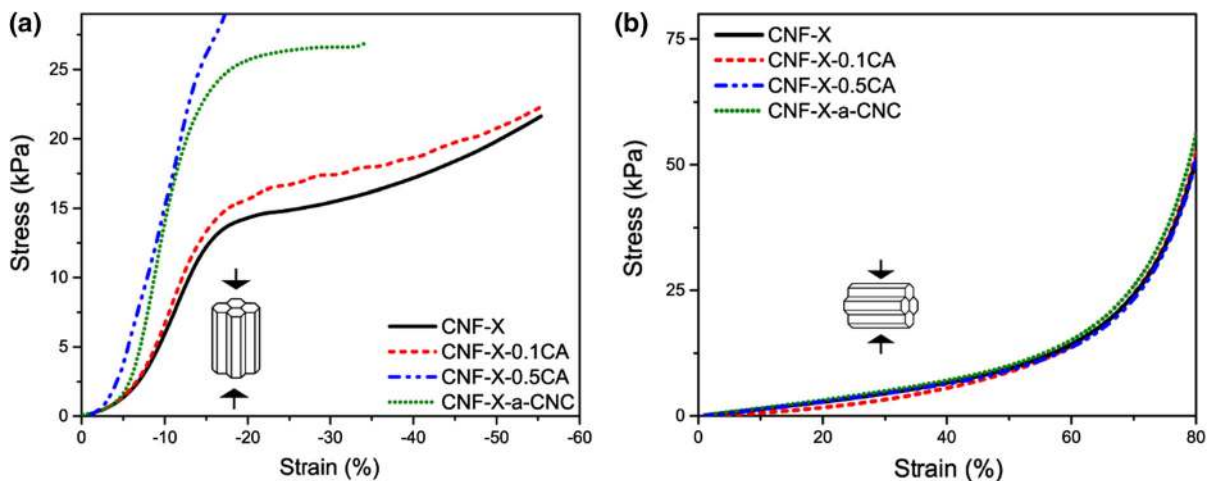 (a)
Stress (kPa)
25
20
15
10
5
0
0 -10 -20 -30 -40 -50 -60
Strain (%)
CNF-X
CNF-X-0.1CA
CNF-X-0.5CA
CNF-X-a-CNC
(b)
Stress (kPa)
75
50
25
0
0 20 40 60 80
Strain (%)
CNF-X
CNF-X-0.1CA
CNF-X-0.5CA
CNF-X-a-CNC